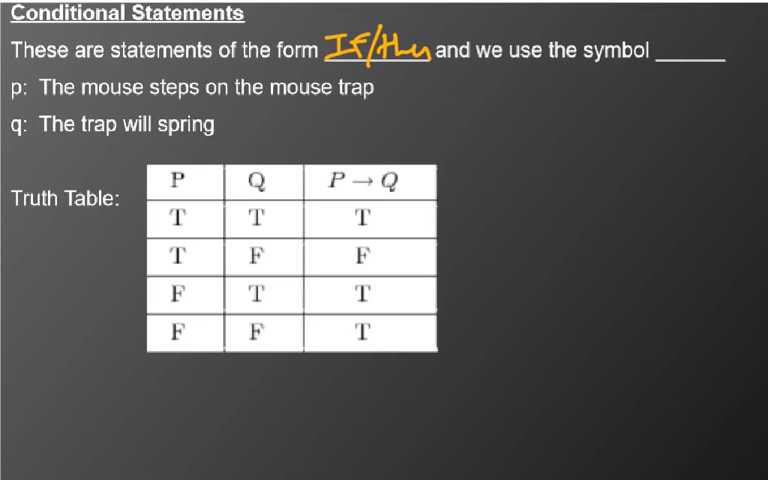 Conditional Statements
These are statements of the form If/then and we use the symbol ______
p: The mouse steps on the mouse trap
q: The trap will spring
Truth Table:
P Q P → Q
T T T
T F F
F T T
F F T